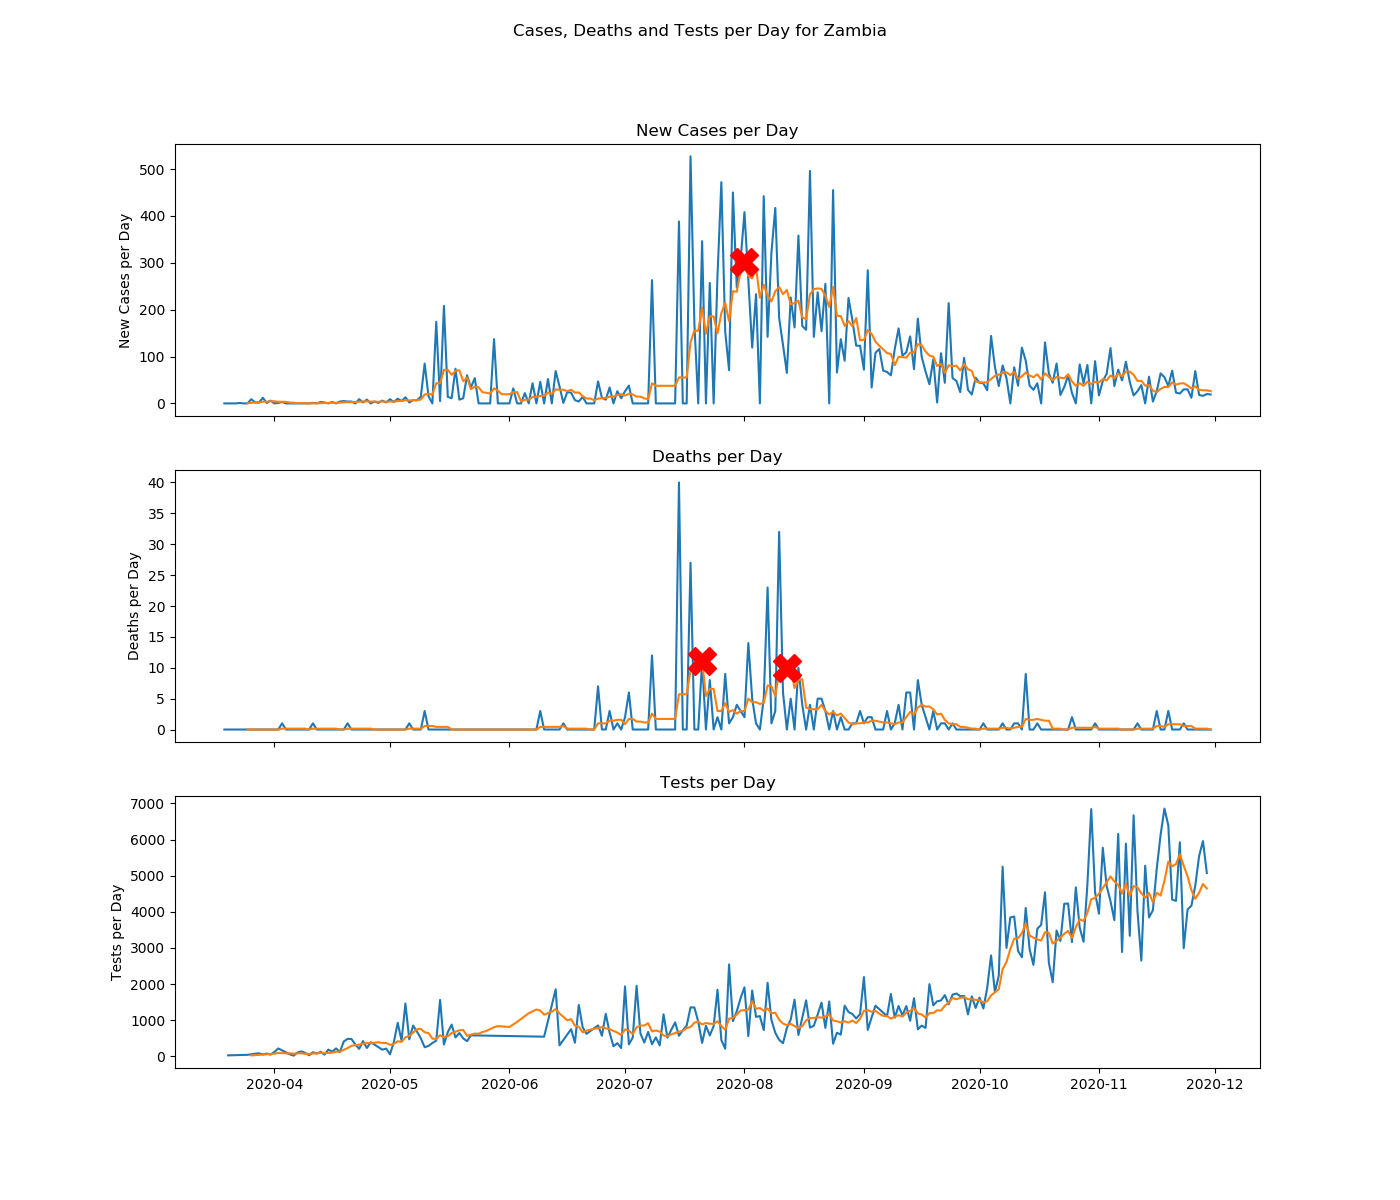 Cases, Deaths and Tests per Day for Zambia
New Cases per Day
New Cases per Day
500
400
300
200
100
0
Deaths per Day
Deaths per Day
40
35
30
25
20
15
10
5
0
Tests per Day
Tests per Day
7000
6000
5000
4000
3000
2000
1000
0
2020-04 2020-05 2020-06 2020-07 2020-08 2020-09 2020-10 2020-11 2020-12